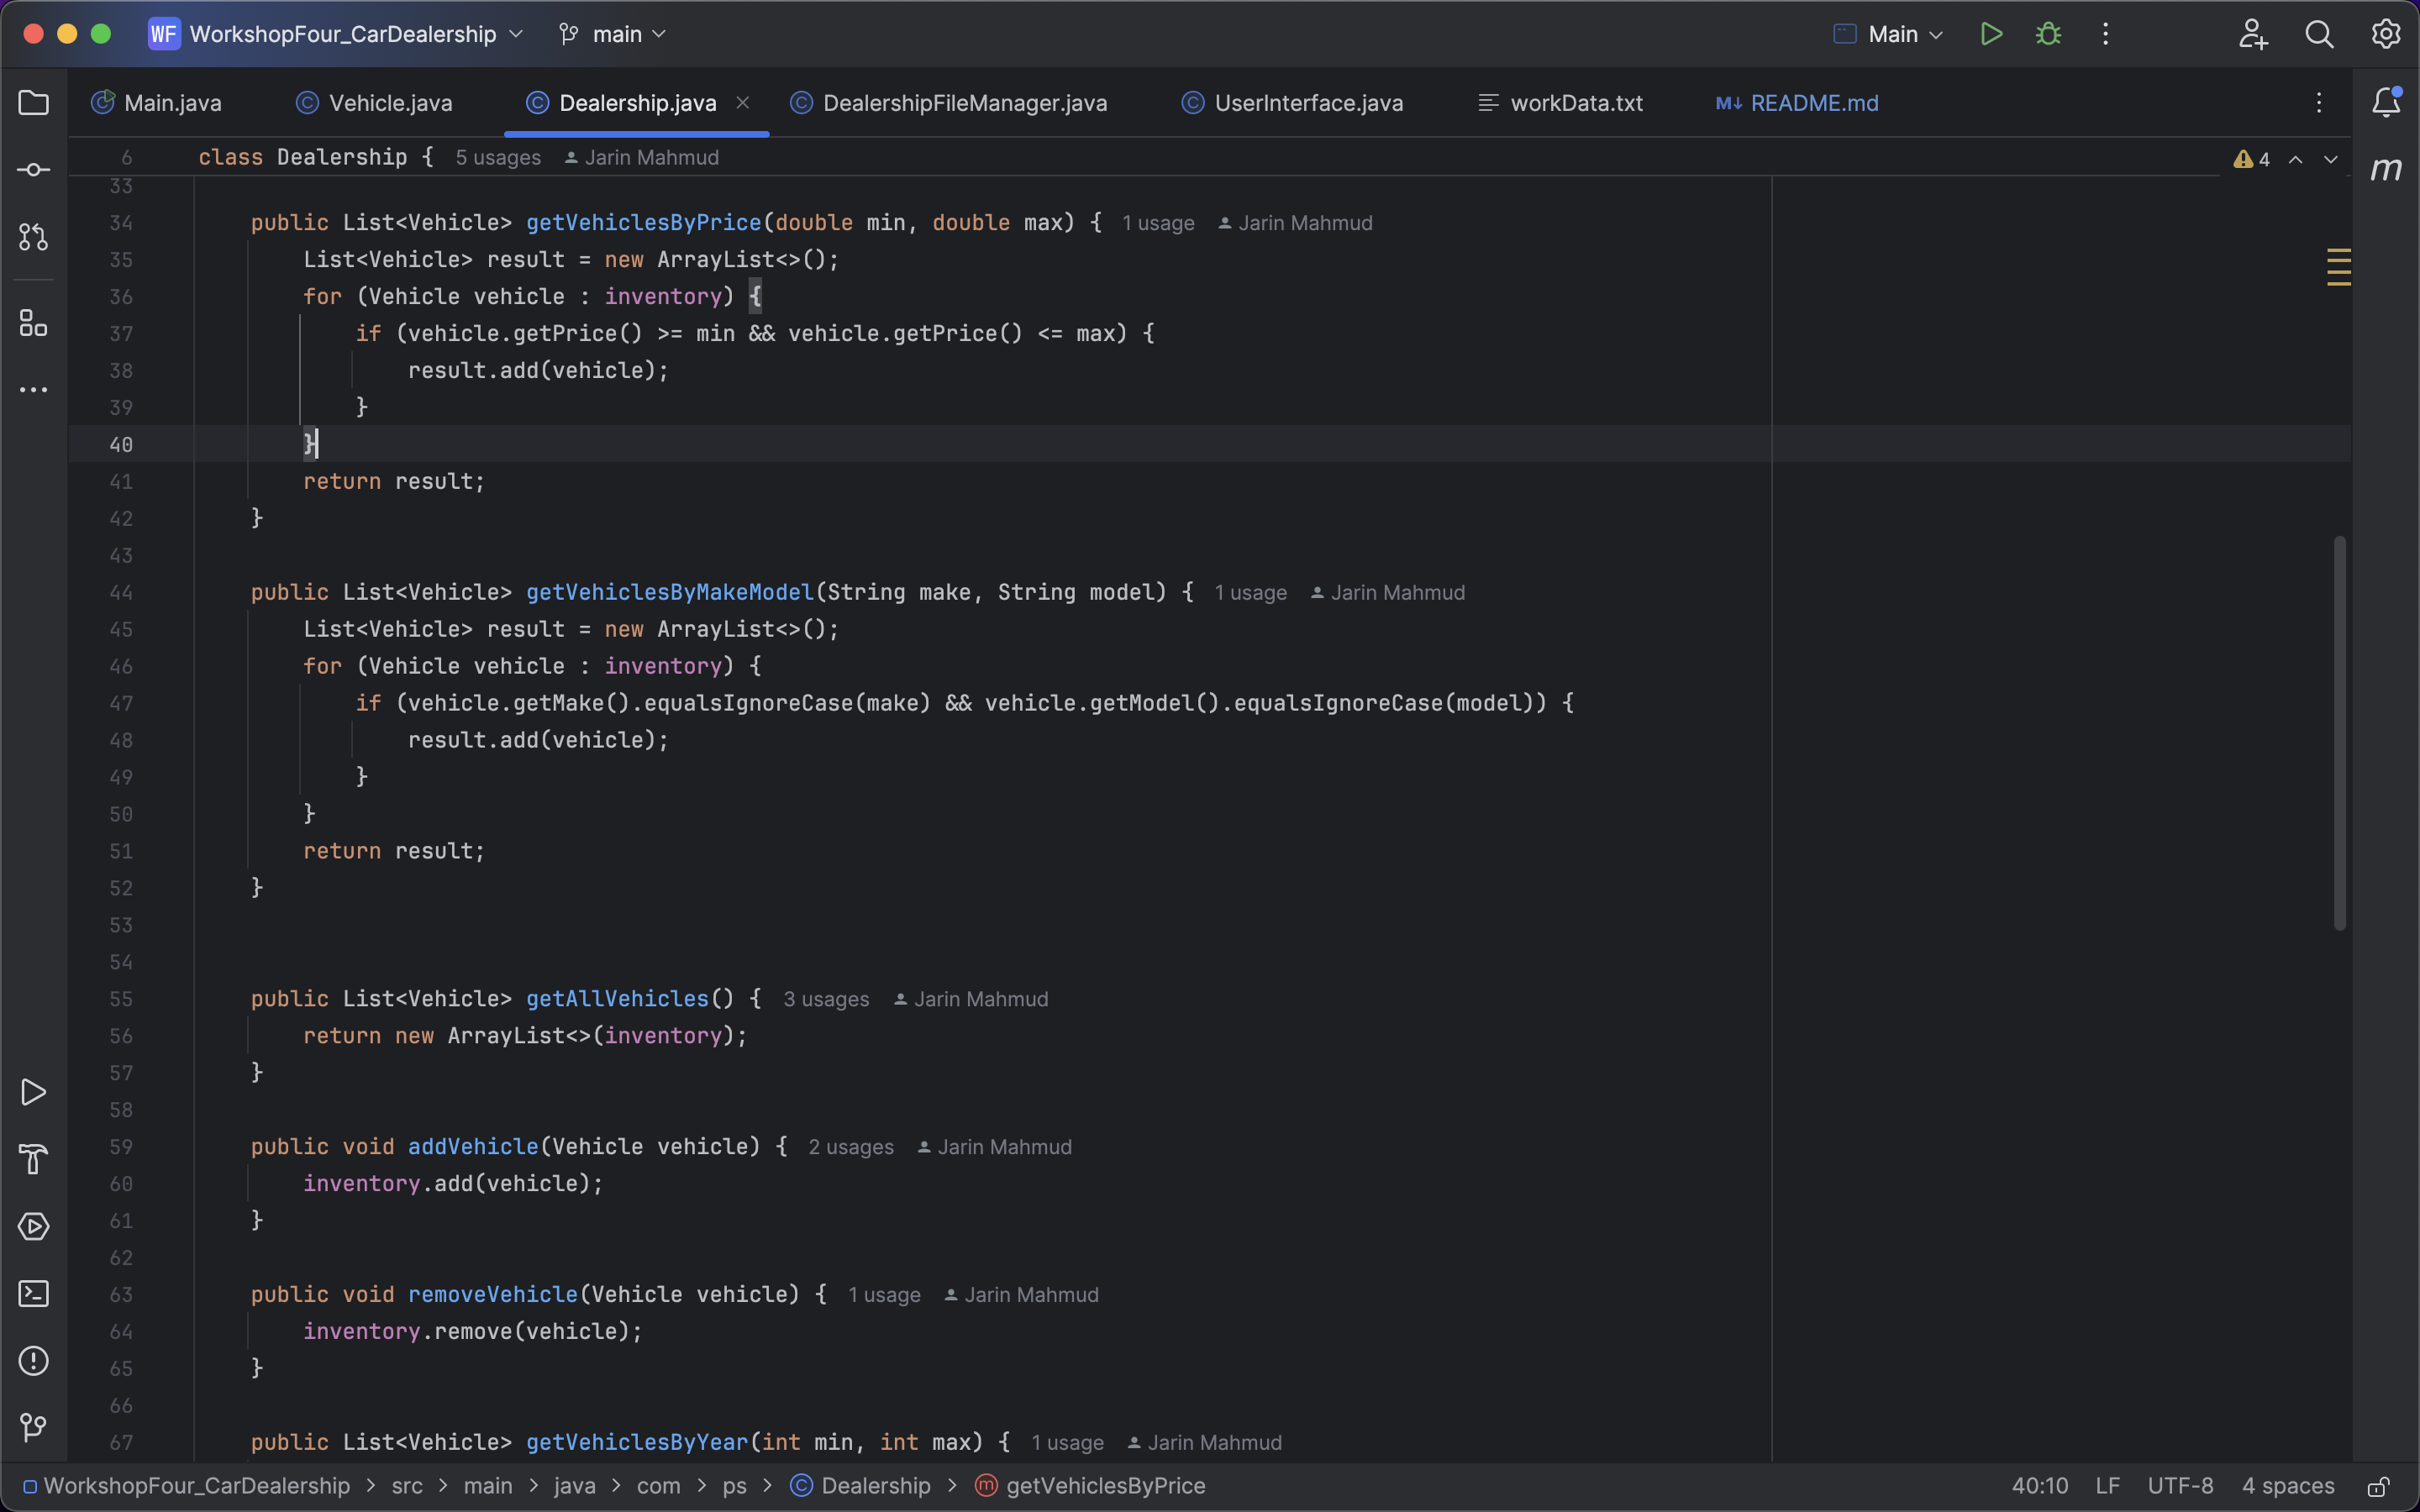 WF WorkshopFour_CarDealership main Main
Main.java Vehicle.java Dealership.java DealershipFileManager.java UserInterface.java workData.txt M↓ README.md
6 class Dealership { 5 usages Jarin Mahmud 4
33
34 public List<Vehicle> getVehiclesByPrice(double min, double max) { 1 usage Jarin Mahmud
35 List<Vehicle> result = new ArrayList<>();
36 for (Vehicle vehicle : inventory) {
37 if (vehicle.getPrice() >= min && vehicle.getPrice() <= max) {
38 result.add(vehicle);
39 }
40 }
41 return result;
42 }
43
44 public List<Vehicle> getVehiclesByMakeModel(String make, String model) { 1 usage Jarin Mahmud
45 List<Vehicle> result = new ArrayList<>();
46 for (Vehicle vehicle : inventory) {
47 if (vehicle.getMake().equalsIgnoreCase(make) && vehicle.getModel().equalsIgnoreCase(model)) {
48 result.add(vehicle);
49 }
50 }
51 return result;
52 }
53
54
55 public List<Vehicle> getAllVehicles() { 3 usages Jarin Mahmud
56 return new ArrayList<>(inventory);
57 }
58
59 public void addVehicle(Vehicle vehicle) { 2 usages Jarin Mahmud
60 inventory.add(vehicle);
61 }
62
63 public void removeVehicle(Vehicle vehicle) { 1 usage Jarin Mahmud
64 inventory.remove(vehicle);
65 }
66
67 public List<Vehicle> getVehiclesByYear(int min, int max) { 1 usage Jarin Mahmud
WorkshopFour_CarDealership > src > main > java > com > ps > Dealership > getVehiclesByPrice 40:10 LF UTF-8 4 spaces